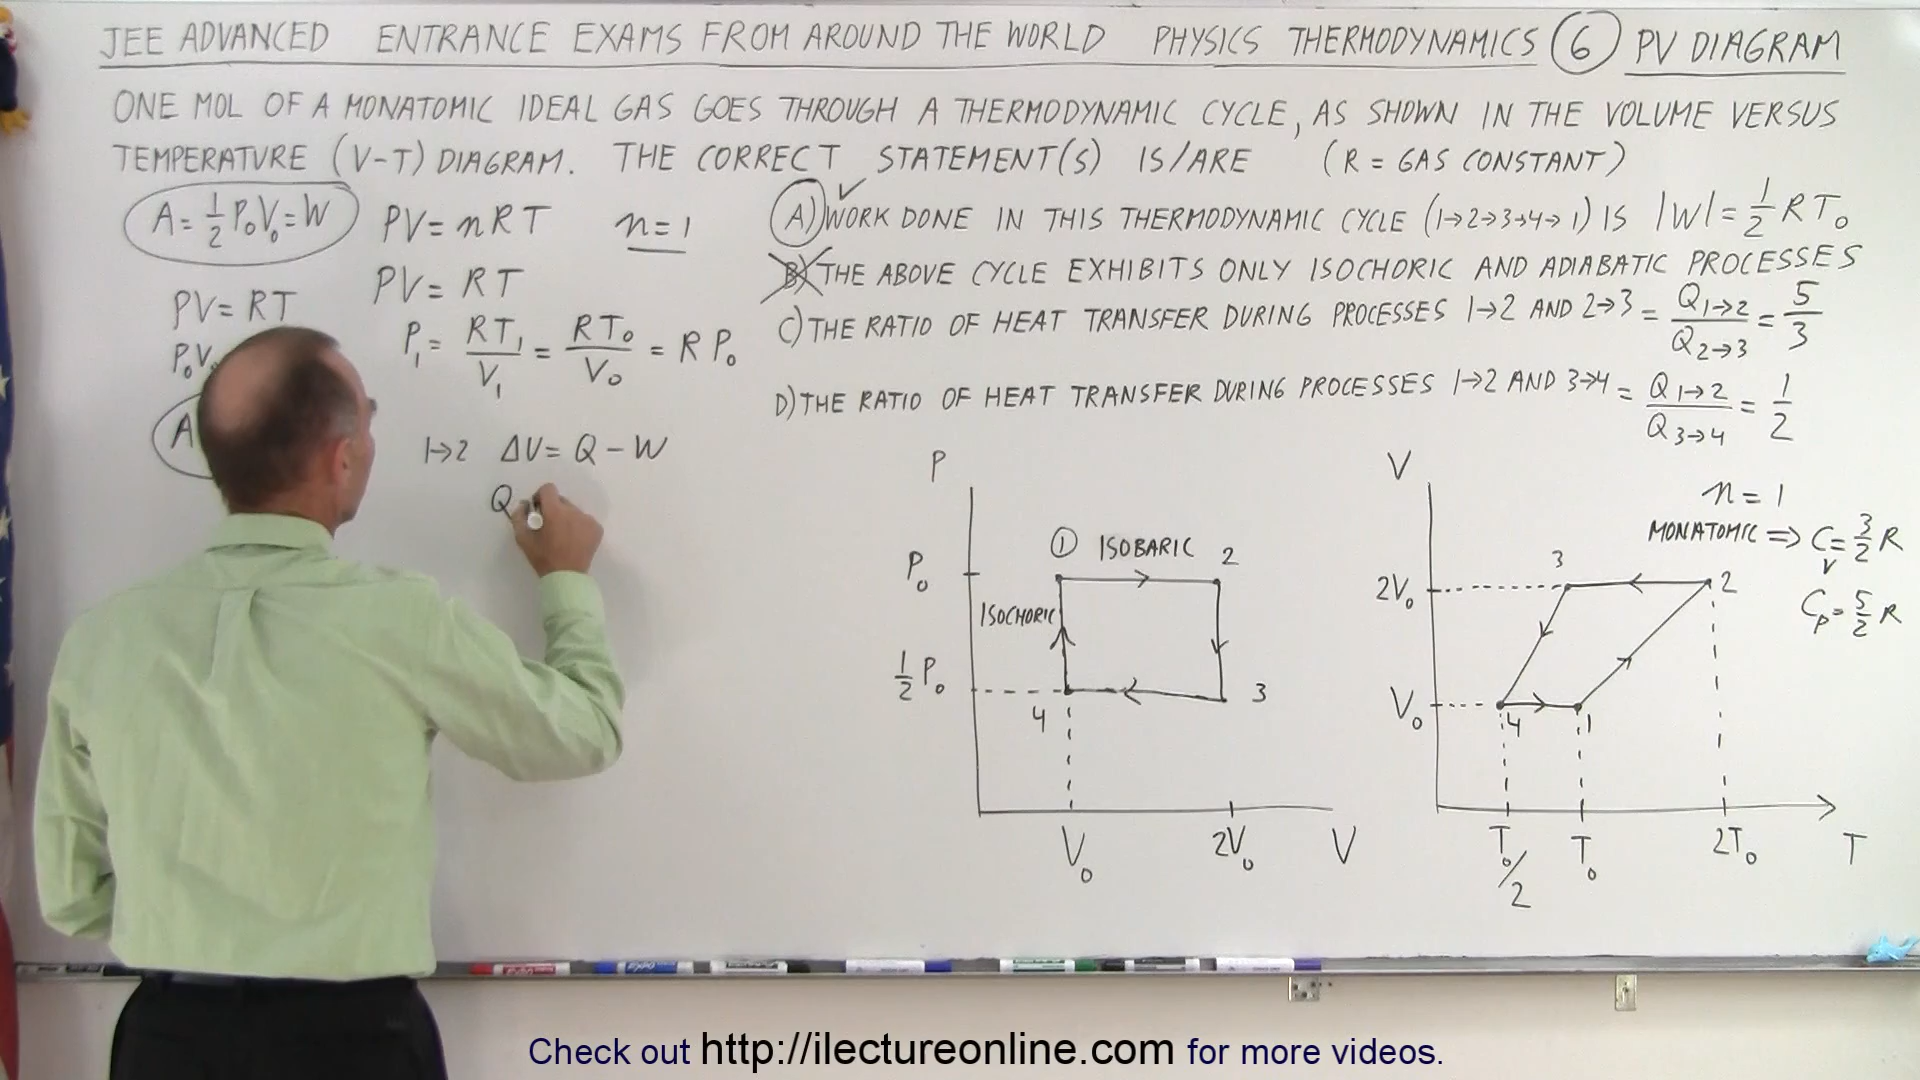 JEE ADVANCED ENTRANCE EXAMS FROM AROUND THE WORLD PHYSICS THERMODYNAMICS 6 PV DIAGRAM
ONE MOL OF A MONATOMIC IDEAL GAS GOES THROUGH A THERMODYNAMIC CYCLE, AS SHOWN IN THE VOLUME VERSUS
TEMPERATURE (V-T) DIAGRAM. THE CORRECT STATEMENT(S) IS/ARE (R = GAS CONSTANT)
A = 1/2 P₀V₀ = W
PV = nRT n = 1
PV = RT
PV = RT
P₀V₀
P₁ = RT₁/V₁ = RT₀/V₀ = R P₀
A
1→2 ΔU = Q - W
Q
A) ✓ WORK DONE IN THIS THERMODYNAMIC CYCLE (1→2→3→4→1) IS |W| = 1/2 RT₀
B) THE ABOVE CYCLE EXHIBITS ONLY ISOCHORIC AND ADIABATIC PROCESSES
C) THE RATIO OF HEAT TRANSFER DURING PROCESSES 1→2 AND 2→3 = Q₁→₂/Q₂→₃ = 5/3
D) THE RATIO OF HEAT TRANSFER DURING PROCESSES 1→2 AND 3→4 = Q₁→₂/Q₃→₄ = 1/2
P
① ISOBARIC 2
P₀
ISOCHORIC
1/2 P₀
4
3
V₀ 2V₀ V
V
n = 1
MONATOMIC ⇒ Cᵥ = 3/2 R
Cₚ = 5/2 R
3
2V₀ 2
V₀ 4 1
T₀/2 T₀ 2T₀ T
Check out http://ilectureonline.com for more videos.